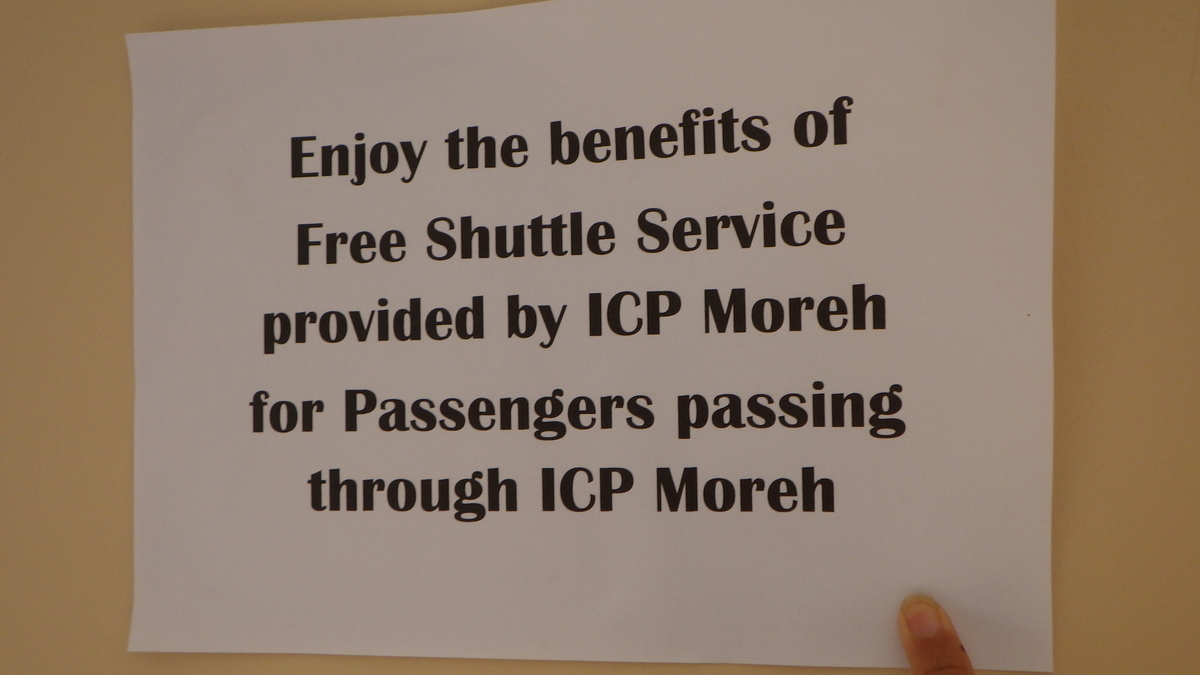 Enjoy the benefits of
Free Shuttle Service
provided by ICP Moreh
for Passengers passing
through ICP Moreh